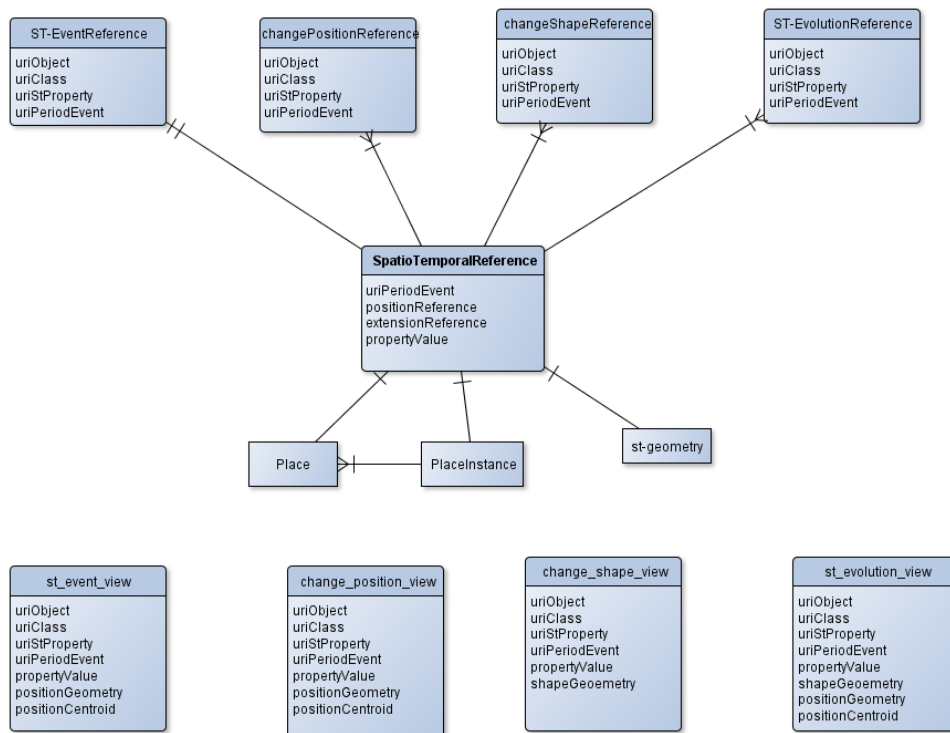 ST-EventReference
uriObject
uriClass
uriStProperty
uriPeriodEvent
changePositionReference
uriObject
uriClass
uriStProperty
uriPeriodEvent
changeShapeReference
uriObject
uriClass
uriStProperty
uriPeriodEvent
ST-EvolutionReference
uriObject
uriClass
uriStProperty
uriPeriodEvent
SpatioTemporalReference
uriPeriodEvent
positionReference
extensionReference
propertyValue
Place
PlaceInstance
st-geometry
st_event_view
uriObject
uriClass
uriStProperty
uriPeriodEvent
propertyValue
positionGeometry
positionCentroid
change_position_view
uriObject
uriClass
uriStProperty
uriPeriodEvent
propertyValue
positionGeometry
positionCentroid
change_shape_view
uriObject
uriClass
uriStProperty
uriPeriodEvent
propertyValue
shapeGeoemetry
st_evolution_view
uriObject
uriClass
uriStProperty
uriPeriodEvent
propertyValue
shapeGeoemetry
positionGeometry
positionCentroid